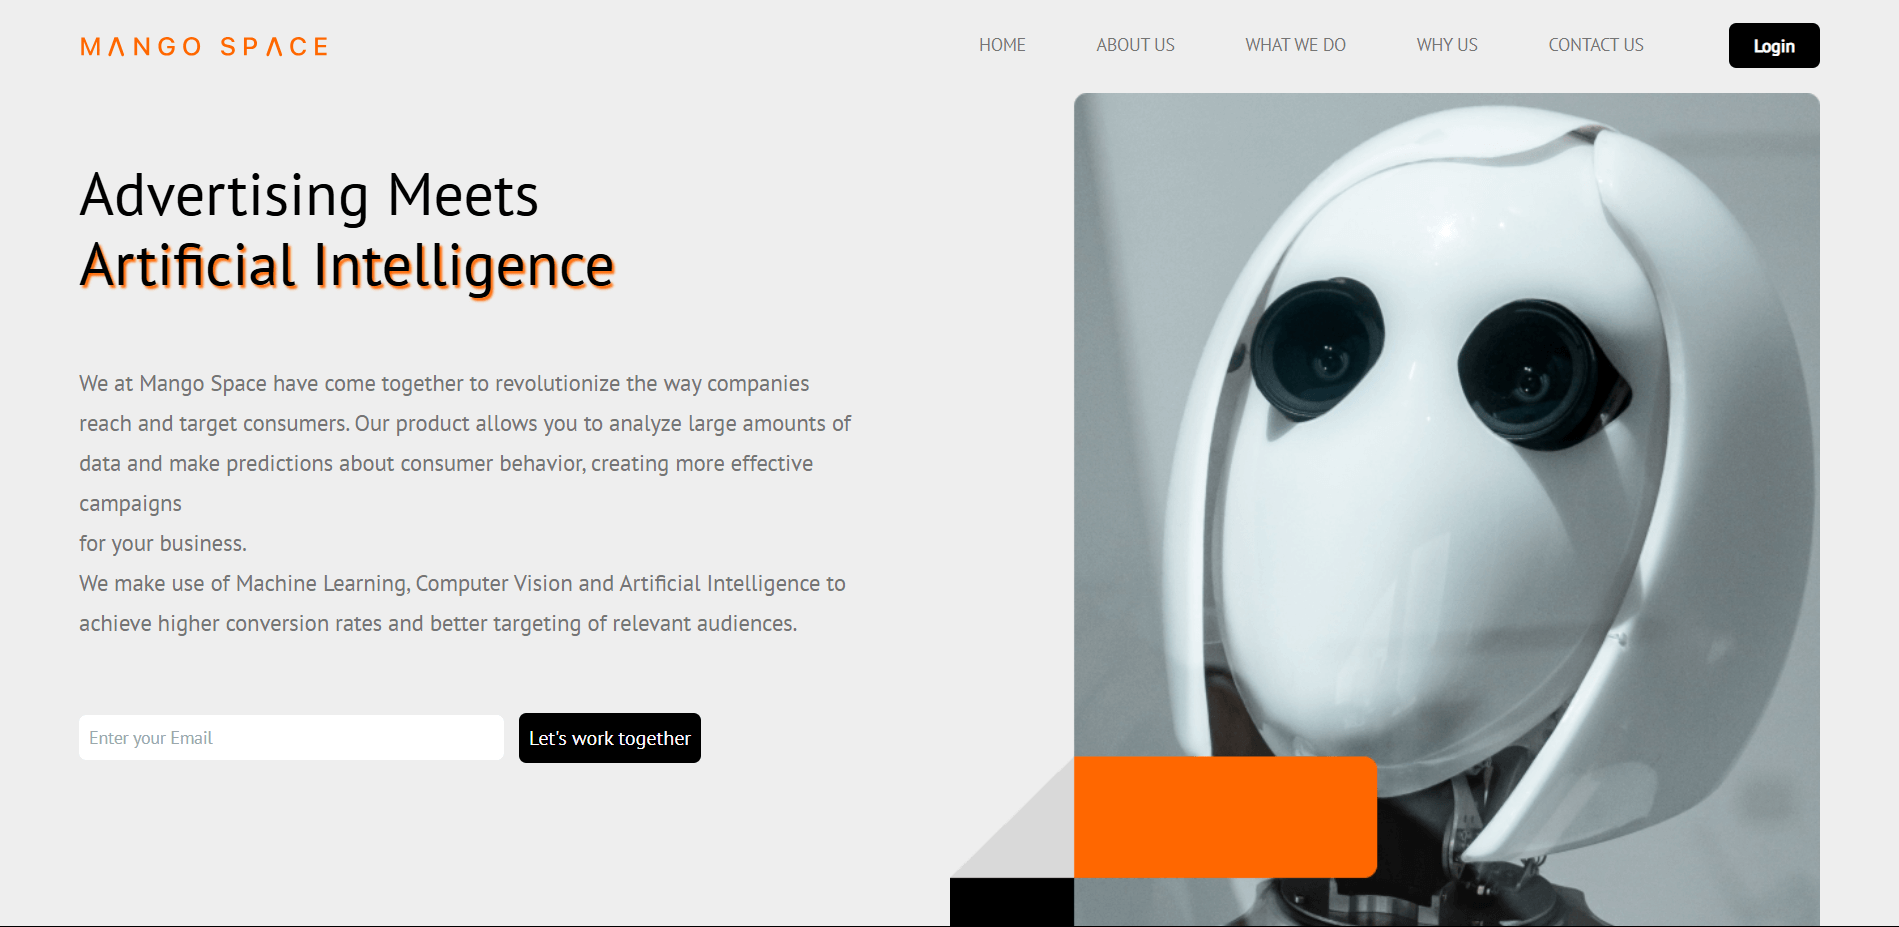 MANGO SPACE
HOME ABOUT US WHAT WE DO WHY US CONTACT US Login
Advertising Meets
Artificial Intelligence
We at Mango Space have come together to revolutionize the way companies
reach and target consumers. Our product allows you to analyze large amounts of
data and make predictions about consumer behavior, creating more effective
campaigns
for your business.
We make use of Machine Learning, Computer Vision and Artificial Intelligence to
achieve higher conversion rates and better targeting of relevant audiences.
Enter your Email Let's work together